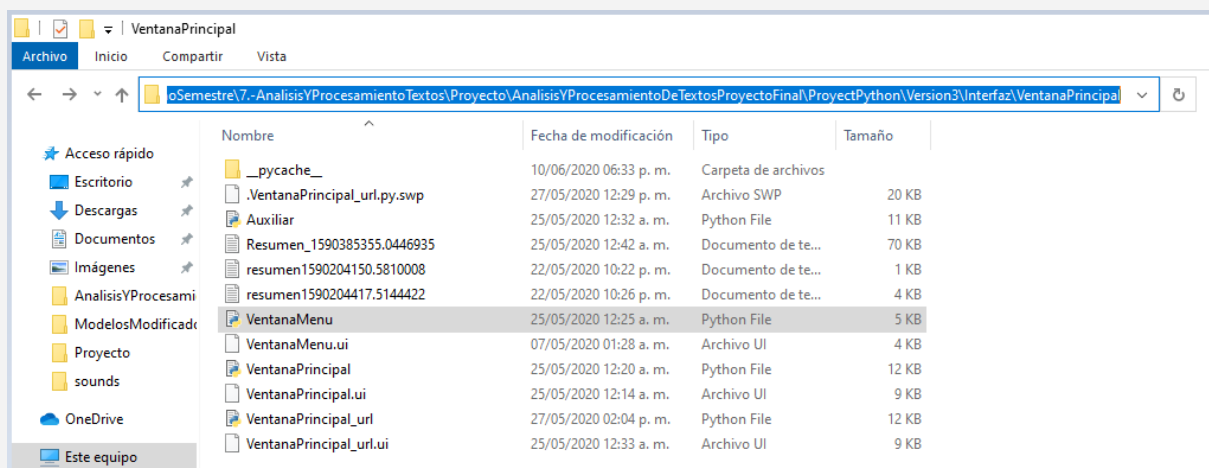 VentanaPrincipal
Archivo Inicio Compartir Vista
oSemestre\7.-AnalisisYProcesamientoTextos\Proyecto\AnalisisYProcesamientoDeTextosProyectoFinal\ProyectPython\Version3\Interfaz\VentanaPrincipal
Nombre Fecha de modificación Tipo Tamaño
Acceso rápido
Escritorio
Descargas
Documentos
Imágenes
AnalisisYProcesami
ModelosModificado
Proyecto
sounds
OneDrive
Este equipo
__pycache__ 10/06/2020 06:33 p. m. Carpeta de archivos
.VentanaPrincipal_url.py.swp 27/05/2020 12:29 p. m. Archivo SWP 20 KB
Auxiliar 25/05/2020 12:32 a. m. Python File 11 KB
Resumen_1590385355.0446935 25/05/2020 12:42 a. m. Documento de te... 70 KB
resumen1590204150.5810008 22/05/2020 10:22 p. m. Documento de te... 1 KB
resumen1590204417.5144422 22/05/2020 10:26 p. m. Documento de te... 4 KB
VentanaMenu 25/05/2020 12:25 a. m. Python File 5 KB
VentanaMenu.ui 07/05/2020 01:28 a. m. Archivo UI 4 KB
VentanaPrincipal 25/05/2020 12:20 a. m. Python File 12 KB
VentanaPrincipal.ui 25/05/2020 12:14 a. m. Archivo UI 9 KB
VentanaPrincipal_url 27/05/2020 02:04 p. m. Python File 12 KB
VentanaPrincipal_url.ui 25/05/2020 12:33 a. m. Archivo UI 9 KB